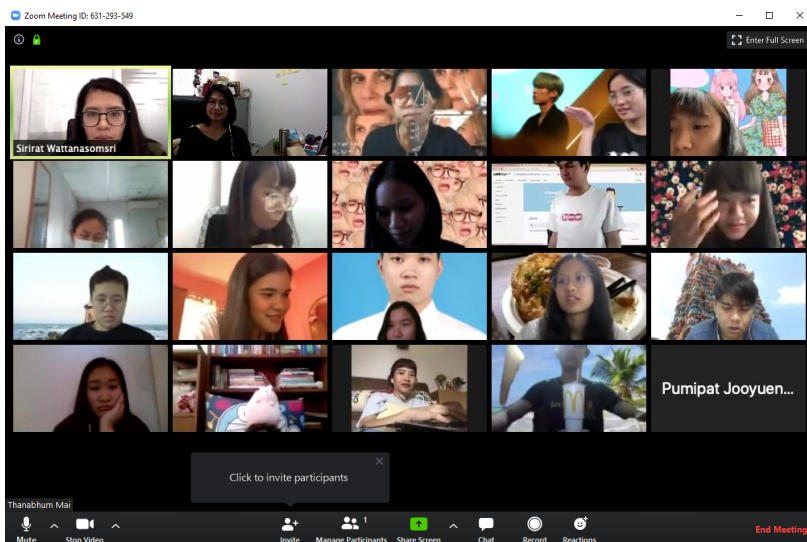 Zoom Meeting ID: 631-293-549
Enter Full Screen
Sirirat Wattanasomsri
Pumipat Jooyuen...
Click to invite participants
Thanabhum Mai
Mute
Stop Video
Invite
Manage Participants
1
Share Screen
Chat
Record
Reactions
End Meeting